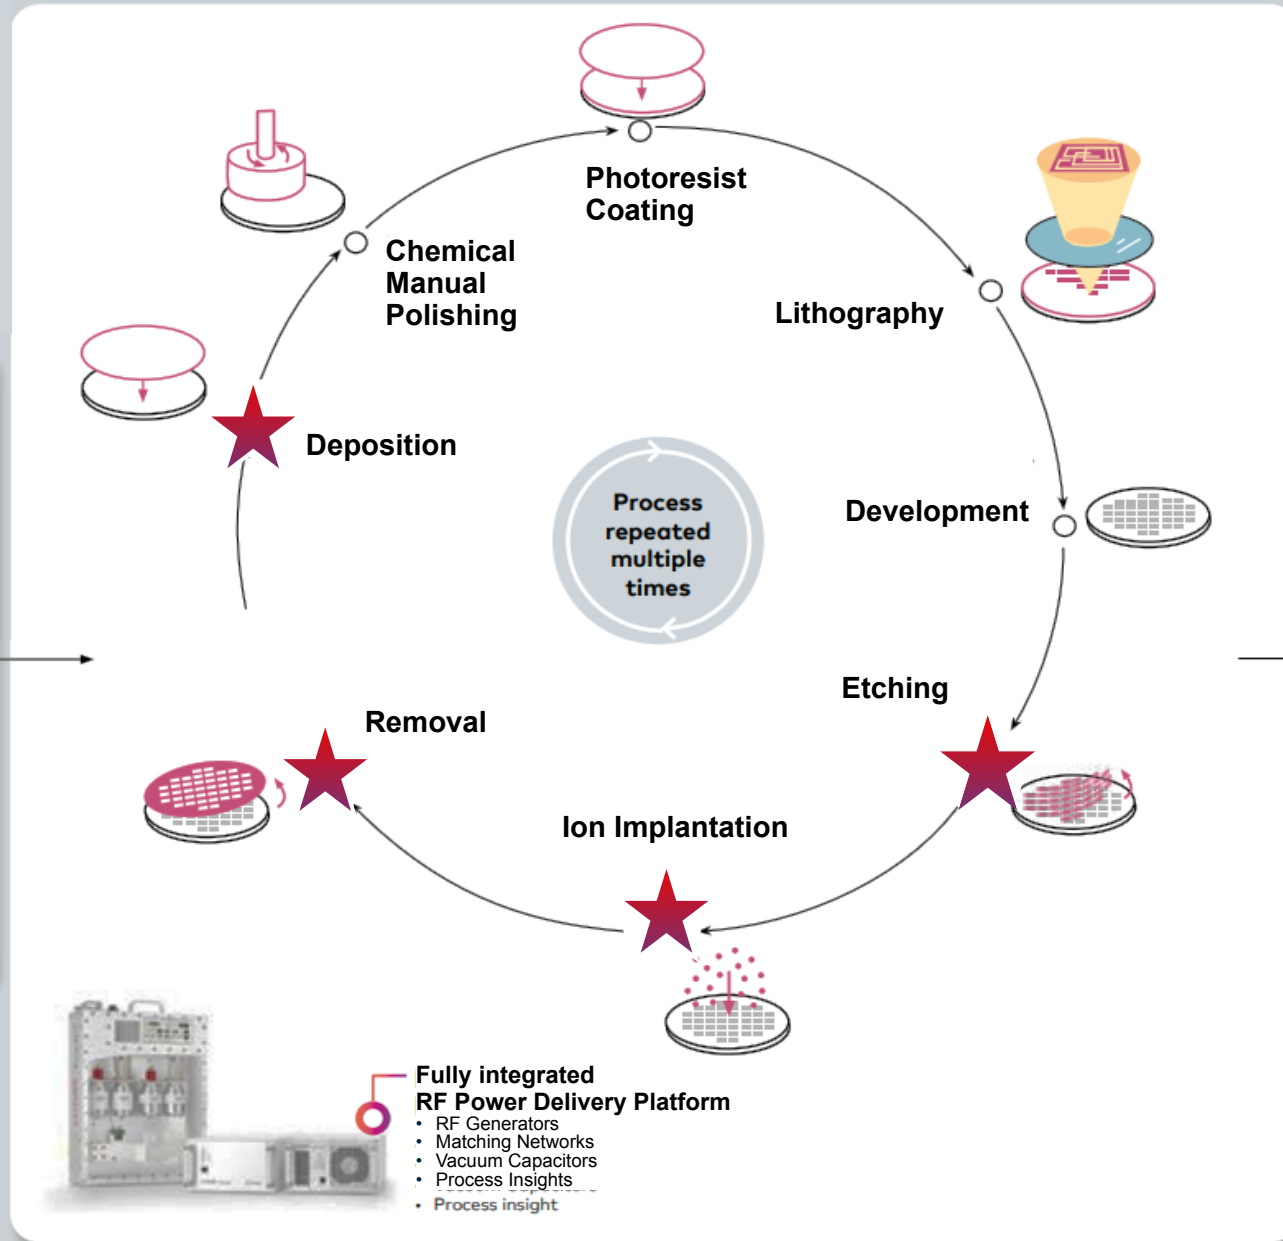 Photoresist
Coating
Chemical
Manual
Polishing
Lithography
Deposition
Process
repeated
multiple
times
Development
Etching
Removal
Ion Implantation
Fully integrated
RF Power Delivery Platform
• RF Generators
• Matching Networks
• Vacuum Capacitors
• Process Insights
• Process insight